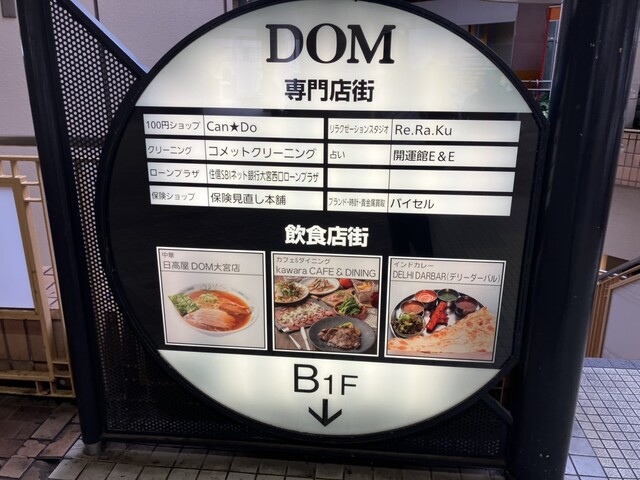 DOM
専門店街
100円ショップ Can★Do
リラクゼーションスタジオ Re.Ra.Ku
クリーニング コメットクリーニング
占い 開運館E&E
ローンプラザ 住信SBIネット銀行大宮西口ローンプラザ
保険ショップ 保険見直し本舗
ブランド・時計・貴金属買取 バイセル
飲食店街
中華
日高屋 DOM大宮店
カフェ&ダイニング
kawara CAFE & DINING
インドカレー
DELHI DARBAR(デリーダーバル)
B1F
↓